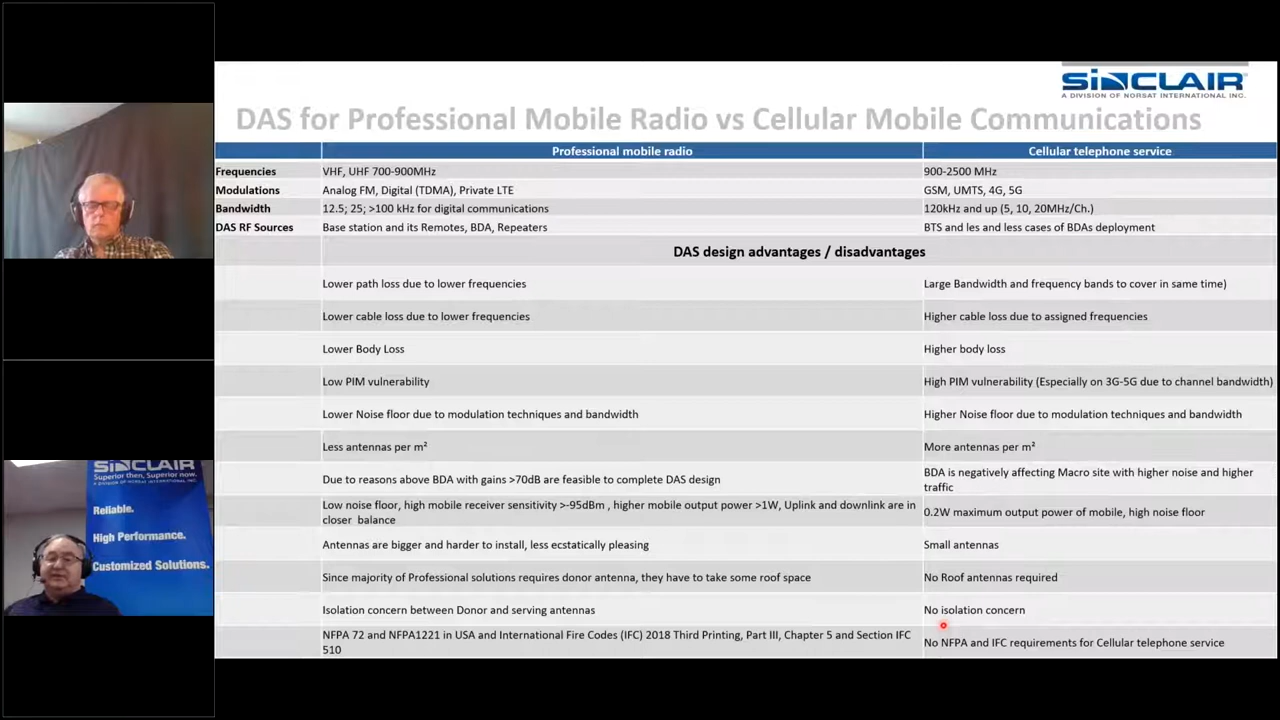 SINCLAIR
A DIVISION OF NORSAT INTERNATIONAL INC.
DAS for Professional Mobile Radio vs Cellular Mobile Communications
Professional mobile radio
Cellular telephone service
Frequencies
VHF, UHF 700-900MHz
900-2500 MHz
Modulations
Analog FM, Digital (TDMA), Private LTE
GSM, UMTS, 4G, 5G
Bandwidth
12.5; 25; >100 kHz for digital communications
120kHz and up (5, 10, 20MHz/Ch.)
DAS RF Sources
Base station and its Remotes, BDA, Repeaters
BTS and les and less cases of BDAs deployment
DAS design advantages / disadvantages
Lower path loss due to lower frequencies
Large Bandwidth and frequency bands to cover in same time)
Lower cable loss due to lower frequencies
Higher cable loss due to assigned frequencies
Lower Body Loss
Higher body loss
Low PIM vulnerability
High PIM vulnerability (Especially on 3G-5G due to channel bandwidth)
Lower Noise floor due to modulation techniques and bandwidth
Higher Noise floor due to modulation techniques and bandwidth
Less antennas per m²
More antennas per m²
Due to reasons above BDA with gains >70dB are feasible to complete DAS design
BDA is negatively affecting Macro site with higher noise and higher
traffic
Low noise floor, high mobile receiver sensitivity >-95dBm , higher mobile output power >1W, Uplink and downlink are in
closer balance
0.2W maximum output power of mobile, high noise floor
Antennas are bigger and harder to install, less ecstatically pleasing
Small antennas
Since majority of Professional solutions requires donor antenna, they have to take some roof space
No Roof antennas required
Isolation concern between Donor and serving antennas
No isolation concern
NFPA 72 and NFPA1221 in USA and International Fire Codes (IFC) 2018 Third Printing, Part III, Chapter 5 and Section IFC
510
No NFPA and IFC requirements for Cellular telephone service
SINCLAIR
Superior then, Superior now.
A DIVISION OF NORSAT INTERNATIONAL INC.
Reliable.
High Performance.
Customized Solutions.